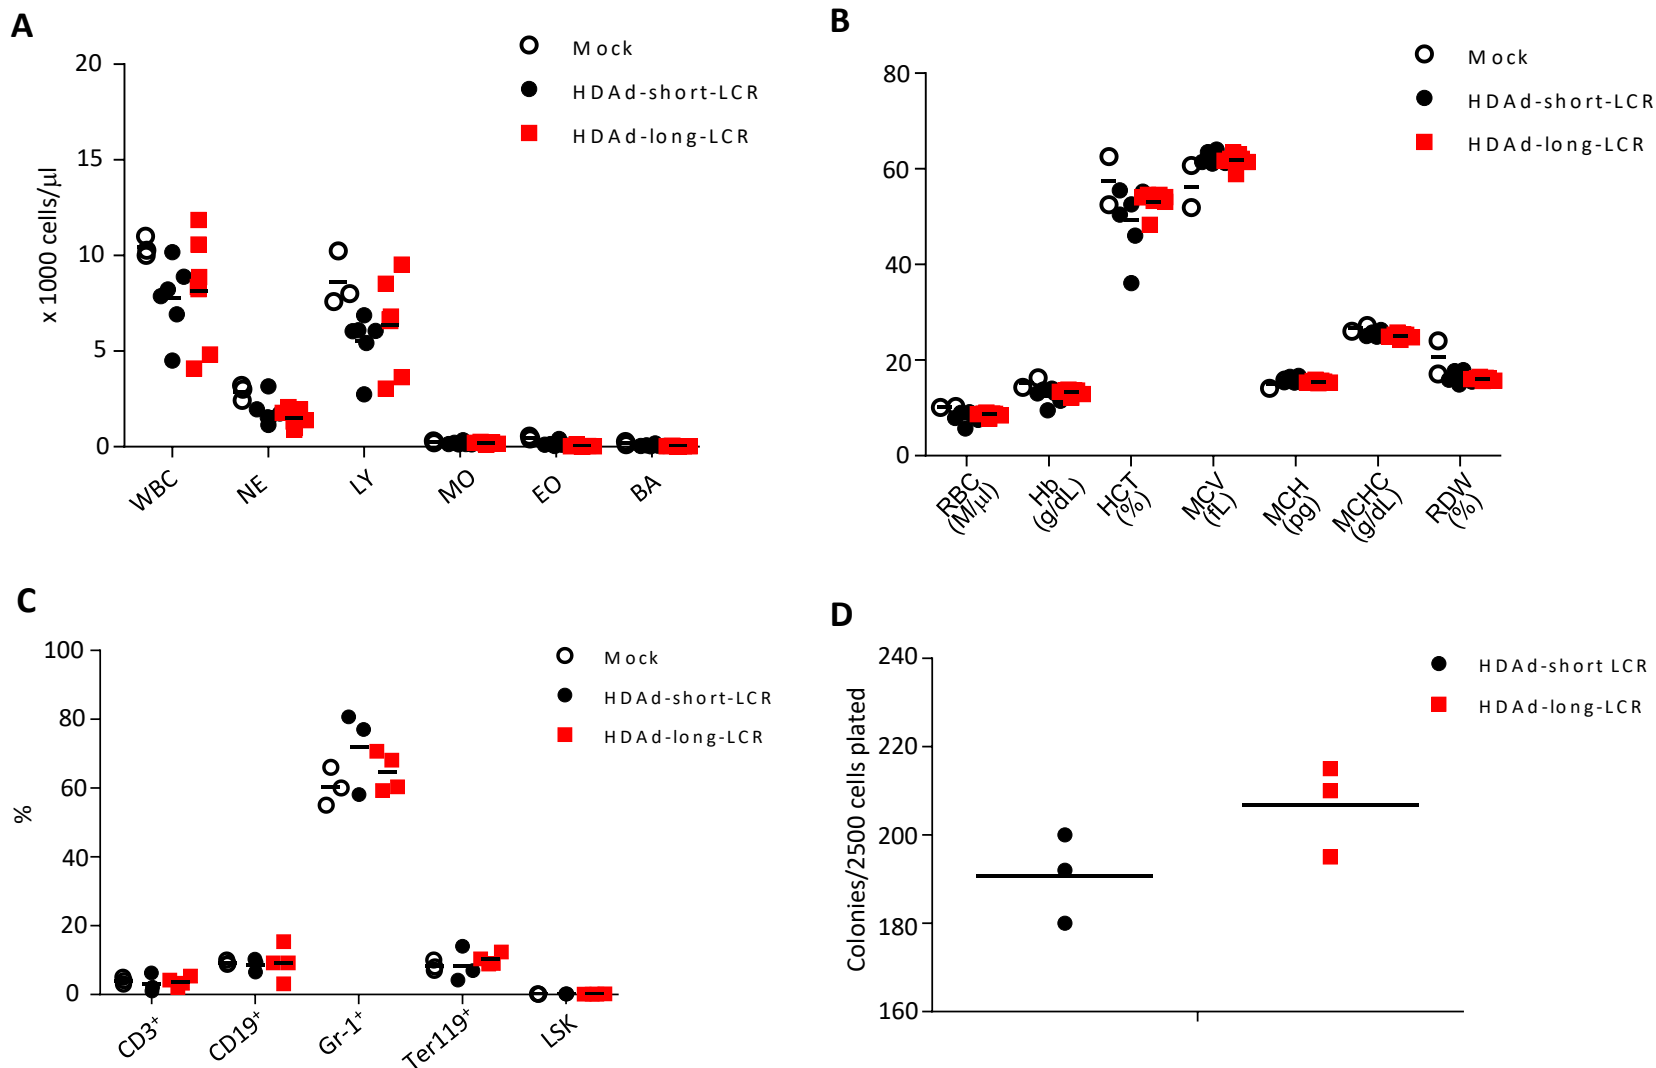 A
Mock
HDAd-short-LCR
HDAd-long-LCR
x 1000 cells/µl
20
15
10
5
0
WBC
NE
LY
MO
EO
BA
B
Mock
HDAd-short-LCR
HDAd-long-LCR
80
60
40
20
0
RBC
(M/µl)
Hb
(g/dL)
HCT
(%)
MCV
(fL)
MCH
(pg)
MCHC
(g/dL)
RDW
(%)
C
Mock
HDAd-short-LCR
HDAd-long-LCR
%
100
80
60
40
20
0
CD3⁺
CD19⁺
Gr-1⁺
Ter119⁺
LSK
D
HDAd-short LCR
HDAd-long-LCR
Colonies/2500 cells plated
240
220
200
180
160